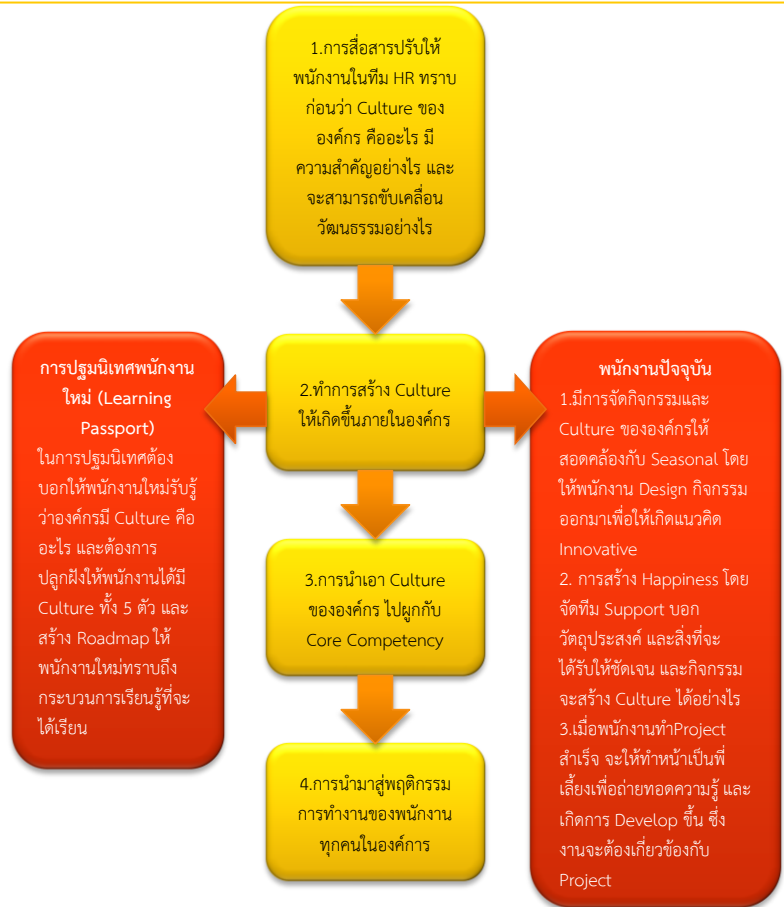 1.การสื่อสารปรับให้
พนักงานในทีม HR ทราบ
ก่อนว่า Culture ของ
องค์กร คืออะไร มี
ความสำคัญอย่างไร และ
จะสามารถขับเคลื่อน
วัฒนธรรมอย่างไร
2.ทำการสร้าง Culture
ให้เกิดขึ้นภายในองค์กร
การปฐมนิเทศพนักงาน
ใหม่ (Learning
Passport)
ในการปฐมนิเทศต้อง
บอกให้พนักงานใหม่รับรู้
ว่าองค์กรมี Culture คือ
อะไร และต้องการ
ปลูกฝังให้พนักงานได้มี
Culture ทั้ง 5 ตัว และ
สร้าง Roadmap ให้
พนักงานใหม่ทราบถึง
กระบวนการเรียนรู้ที่จะ
ได้เรียน
พนักงานปัจจุบัน
1.มีการจัดกิจกรรมและ
Culture ขององค์กรให้
สอดคล้องกับ Seasonal โดย
ให้พนักงาน Design กิจกรรม
ออกมาเพื่อให้เกิดแนวคิด
Innovative
2. การสร้าง Happiness โดย
จัดทีม Support บอก
วัตถุประสงค์ และสิ่งที่จะ
ได้รับให้ชัดเจน และกิจกรรม
จะสร้าง Culture ได้อย่างไร
3.เมื่อพนักงานทำProject
สำเร็จ จะให้ทำหน้าเป็นพี่
เลี้ยงเพื่อถ่ายทอดความรู้ และ
เกิดการ Develop ขึ้น ซึ่ง
งานจะต้องเกี่ยวข้องกับ
Project
3.การนำเอา Culture
ขององค์กร ไปผูกกับ
Core Competency
4.การนำมาสู่พฤติกรรม
การทำงานของพนักงาน
ทุกคนในองค์การ